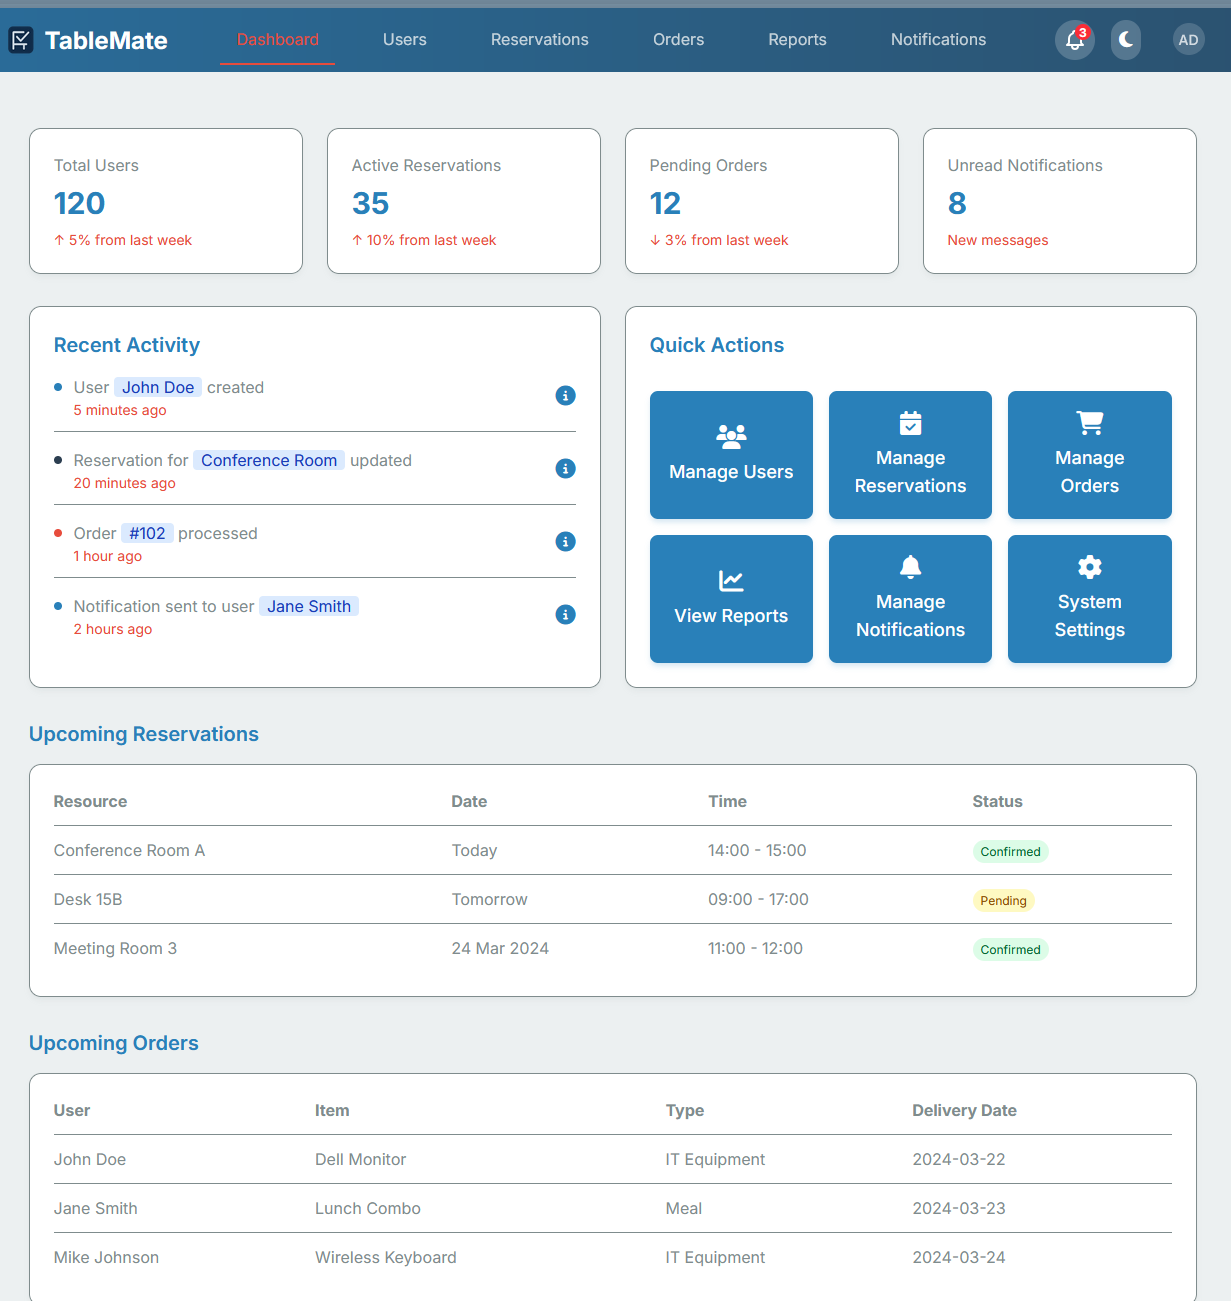 TableMate
Dashboard
Users
Reservations
Orders
Reports
Notifications
3
AD
Total Users
120
↑ 5% from last week
Active Reservations
35
↑ 10% from last week
Pending Orders
12
↓ 3% from last week
Unread Notifications
8
New messages
Recent Activity
User John Doe created
5 minutes ago
Reservation for Conference Room updated
20 minutes ago
Order #102 processed
1 hour ago
Notification sent to user Jane Smith
2 hours ago
Quick Actions
Manage Users
Manage
Reservations
Manage
Orders
View Reports
Manage
Notifications
System
Settings
Upcoming Reservations
Resource Date Time Status
Conference Room A Today 14:00 - 15:00 Confirmed
Desk 15B Tomorrow 09:00 - 17:00 Pending
Meeting Room 3 24 Mar 2024 11:00 - 12:00 Confirmed
Upcoming Orders
User Item Type Delivery Date
John Doe Dell Monitor IT Equipment 2024-03-22
Jane Smith Lunch Combo Meal 2024-03-23
Mike Johnson Wireless Keyboard IT Equipment 2024-03-24